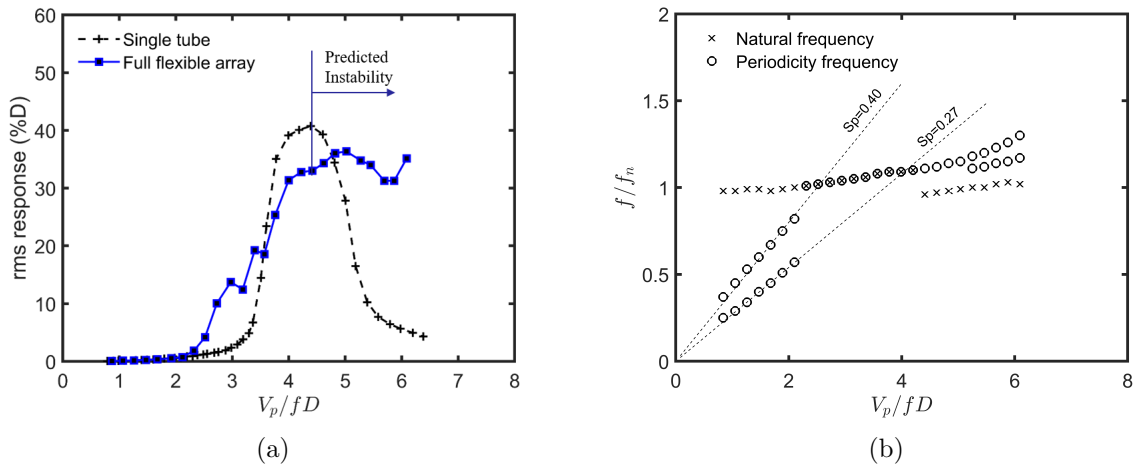 60
50
40
30
20
10
0
0 1 2 3 4 5 6 7 8
rms response (%D)
V_p/fD
Single tube
Full flexible array
Predicted
Instability
(a)
2
1.5
1
0.5
0
0 2 4 6 8
f/f_n
V_p/fD
Natural frequency
Periodicity frequency
Sp=0.40
Sp=0.27
(b)